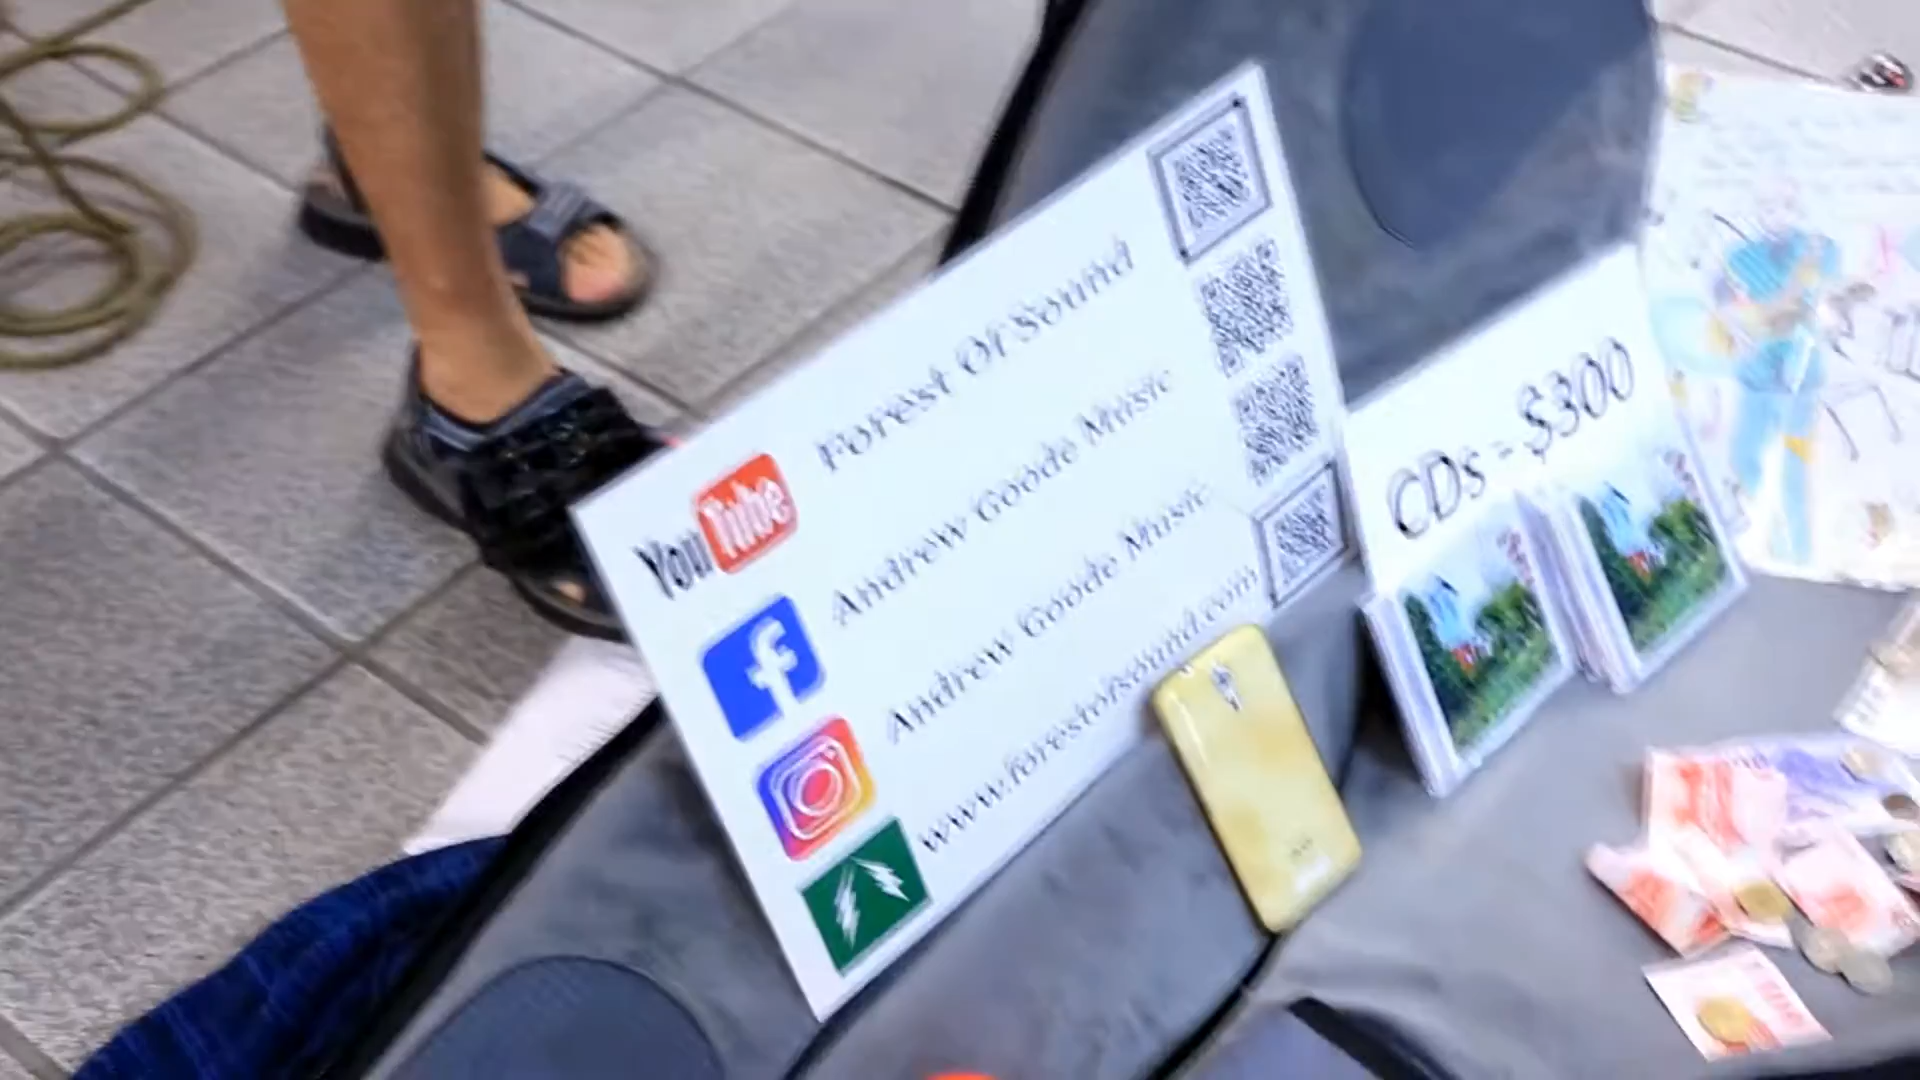 YouTube Forest Of Sound
Andrew Goode Music
Andrew Goode Music
www.forestofsound.com
CDs = $300